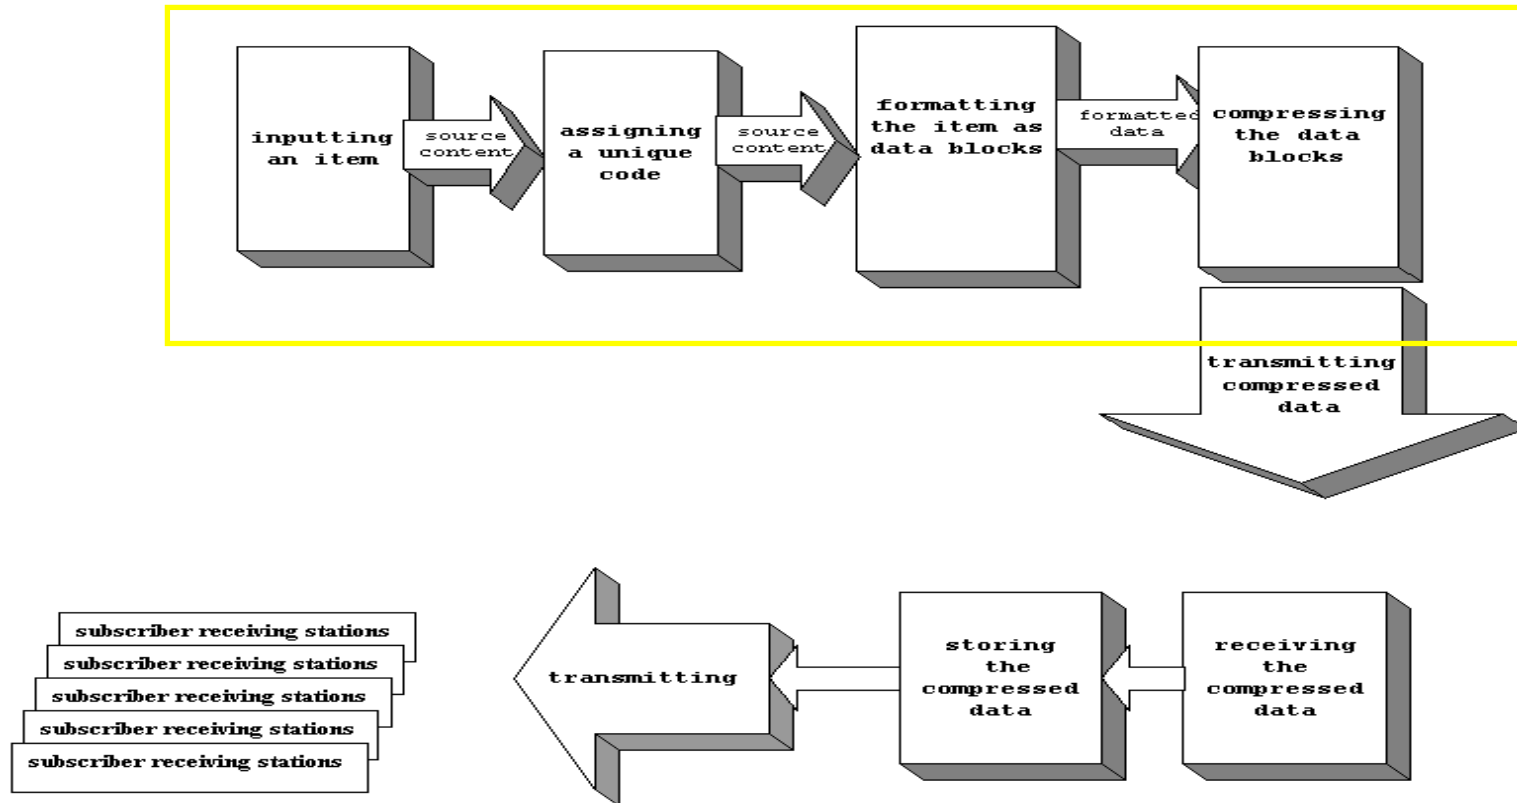 inputting
an item
source
content
assigning
a unique
code
source
content
formatting
the item as
data blocks
formatted
data
compressing
the data
blocks
transmitting
compressed
data
receiving
the
compressed
data
storing
the
compressed
data
transmitting
subscriber receiving stations
subscriber receiving stations
subscriber receiving stations
subscriber receiving stations
subscriber receiving stations